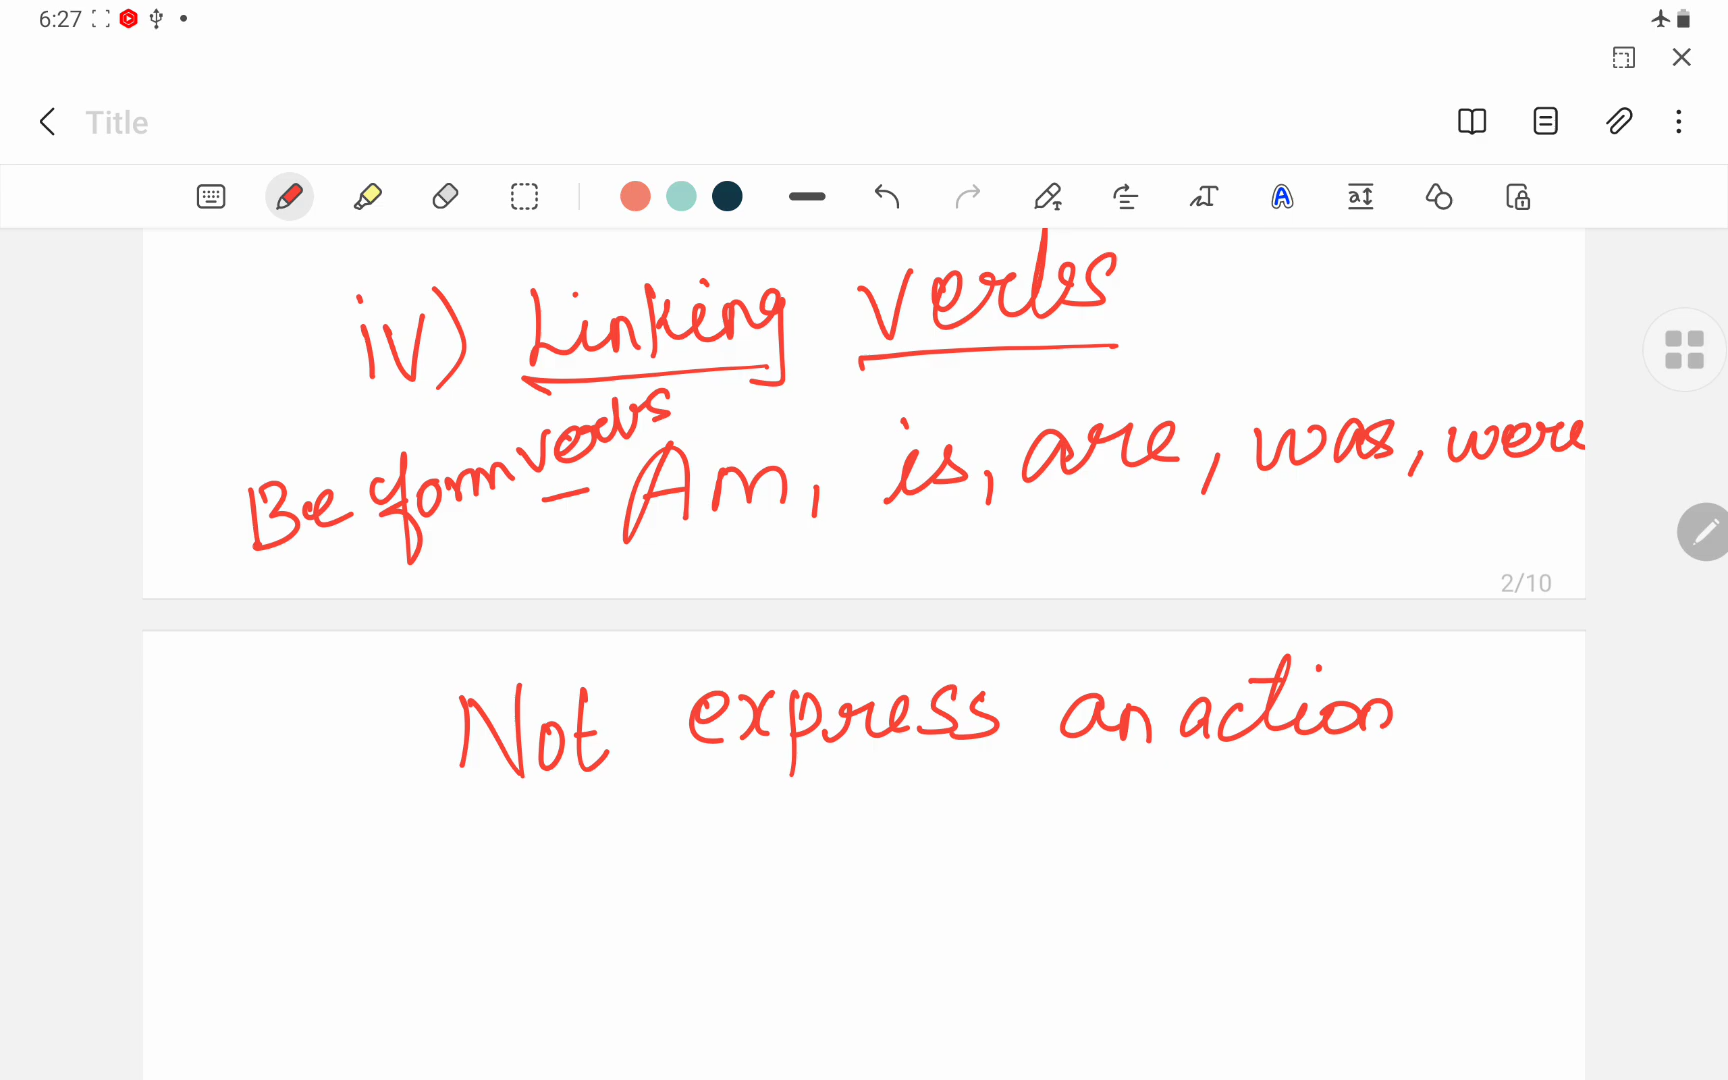 6:27
Title
iv) Linking verbs
Be form verbs - Am, is, are, was, were
2/10
Not express an action